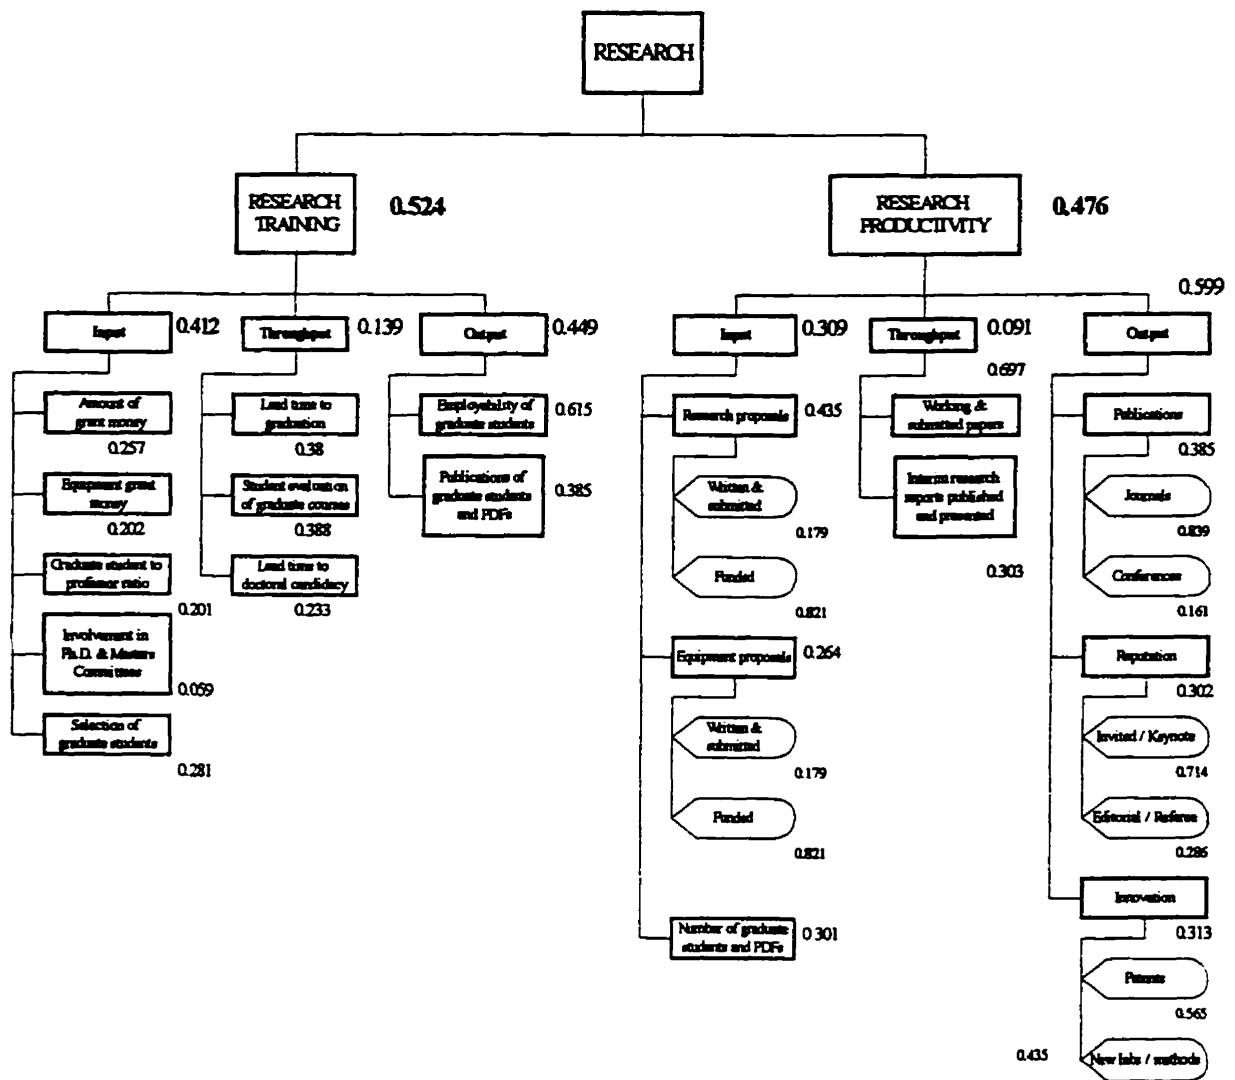 RESEARCH
RESEARCH
TRAINING
0.524
RESEARCH
PRODUCTIVITY
0.476
Input
0.412
Throughput
0.139
Output
0.449
Amount of
grant money
0.257
Equipment grant
money
0.202
Graduate student to
professor ratio
0.201
Involvement in
Ph.D. & Masters
Committees
0.059
Selection of
graduate students
0.281
Lead time to
graduation
0.38
Student evaluation
of graduate courses
0.388
Lead time to
doctoral candidacy
0.233
Employability of
graduate students
0.615
Publications of
graduate students
and PDFs
0.385
Input
0.309
Throughput
0.091
0.599
Output
Research proposals
0.435
Written &
submitted
0.179
Funded
0.821
Equipment proposals
0.264
Written &
submitted
0.179
Funded
0.821
Number of graduate
students and PDFs
0.301
0.697
Working &
submitted papers
Interim research
reports published
and presented
0.303
Publications
0.385
Journals
0.839
Conferences
0.161
Reputation
0.302
Invited / Keynote
0.714
Editorial / Referee
0.286
Innovation
0.313
Patents
0.565
0.435
New labs / methods